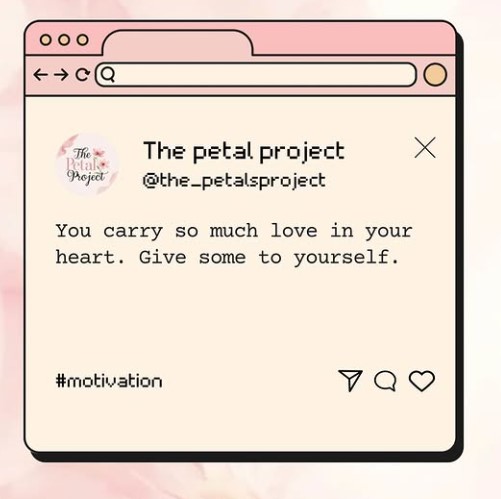 The petal project
@the_petalsproject
The
Petals
Project
You carry so much love in your
heart. Give some to yourself.
#motivation